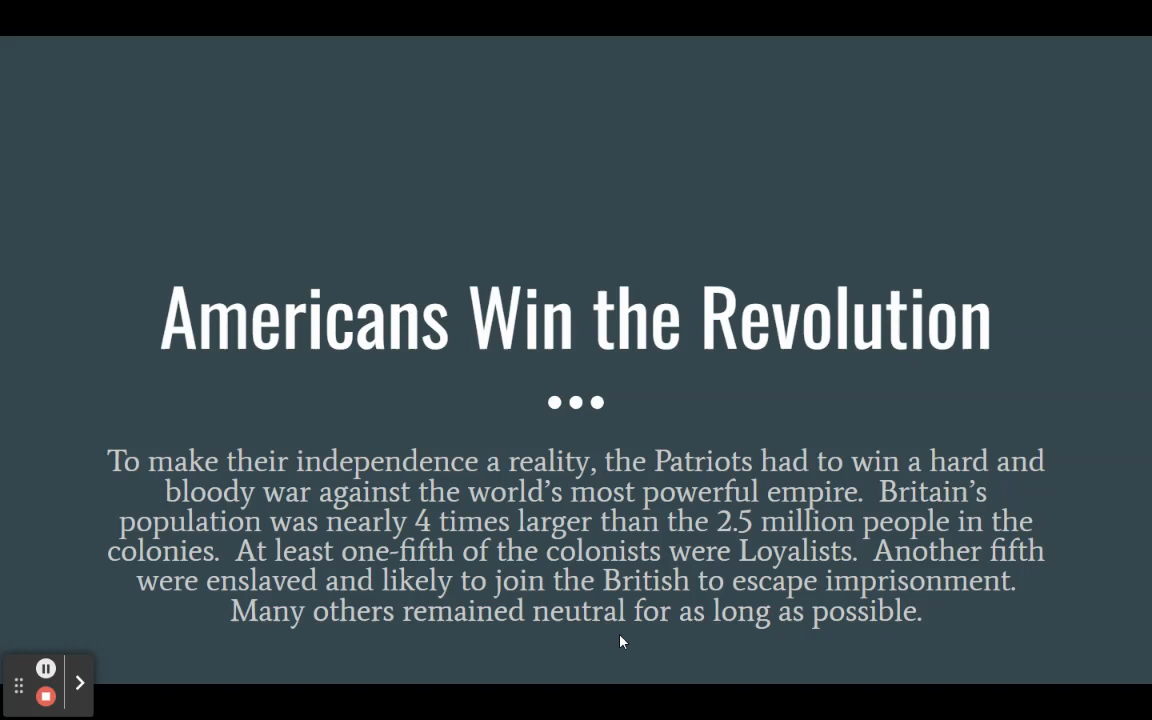 Americans Win the Revolution
To make their independence a reality, the Patriots had to win a hard and
bloody war against the world’s most powerful empire.  Britain’s
population was nearly 4 times larger than the 2.5 million people in the
colonies.  At least one-fifth of the colonists were Loyalists.  Another fifth
were enslaved and likely to join the British to escape imprisonment.
Many others remained neutral for as long as possible.